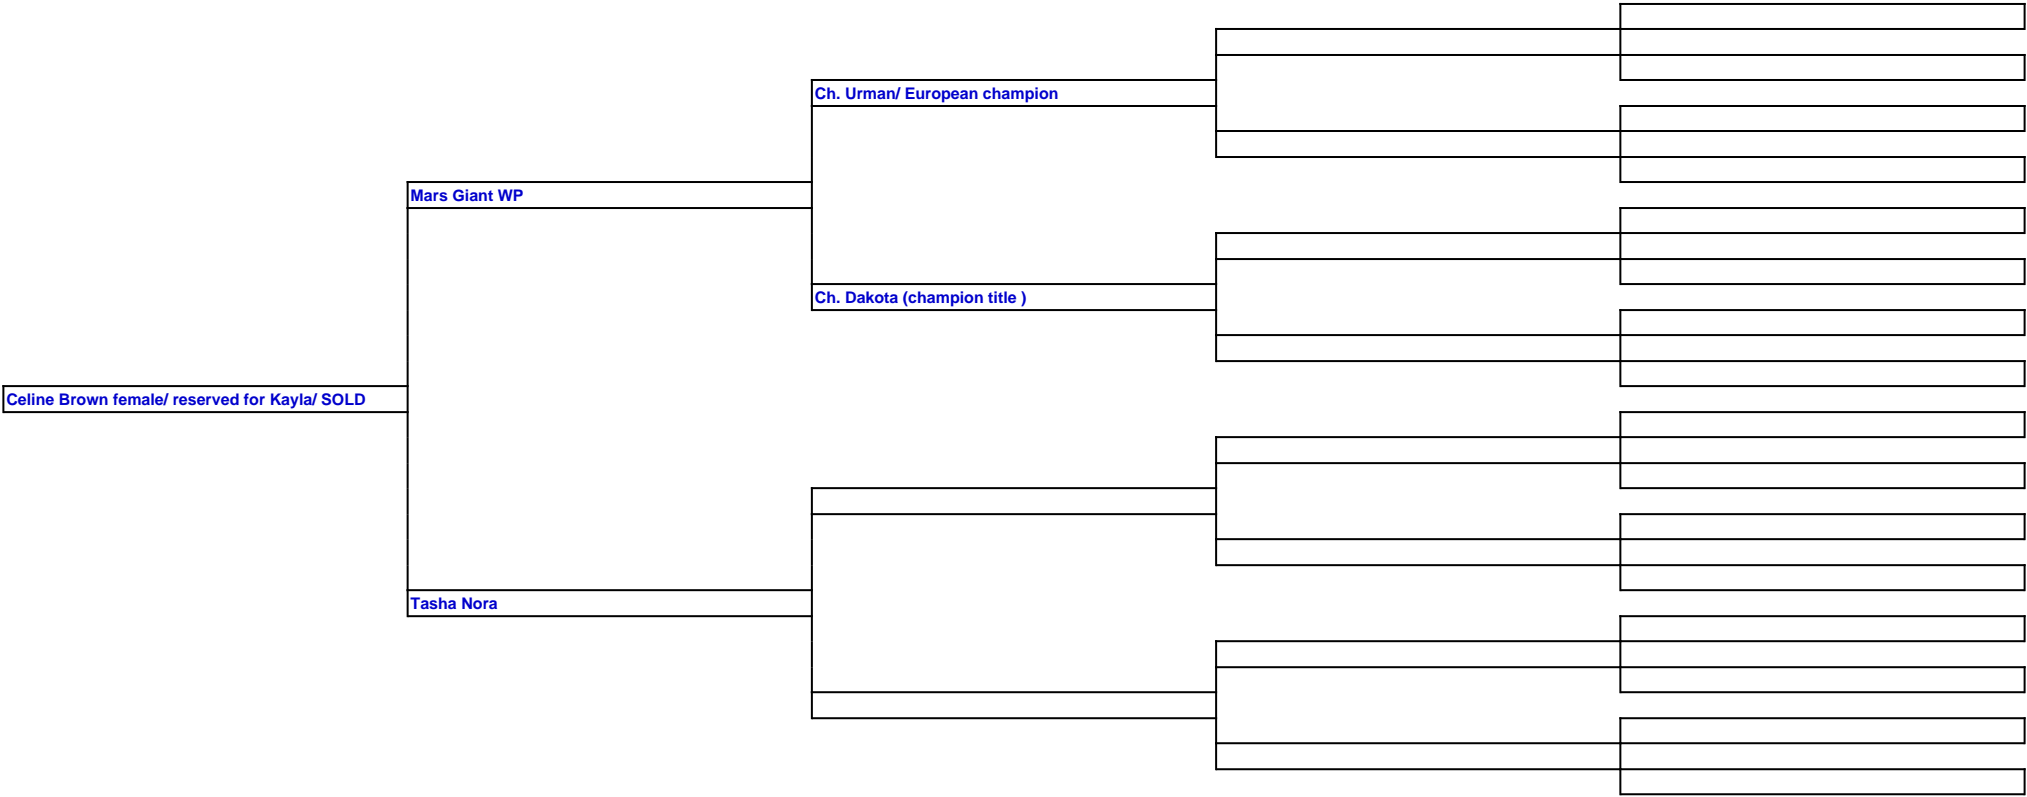 Ch. Urman/ European champion
Mars Giant WP
Ch. Dakota (champion title )
Celine Brown female/ reserved for Kayla/ SOLD
Tasha Nora